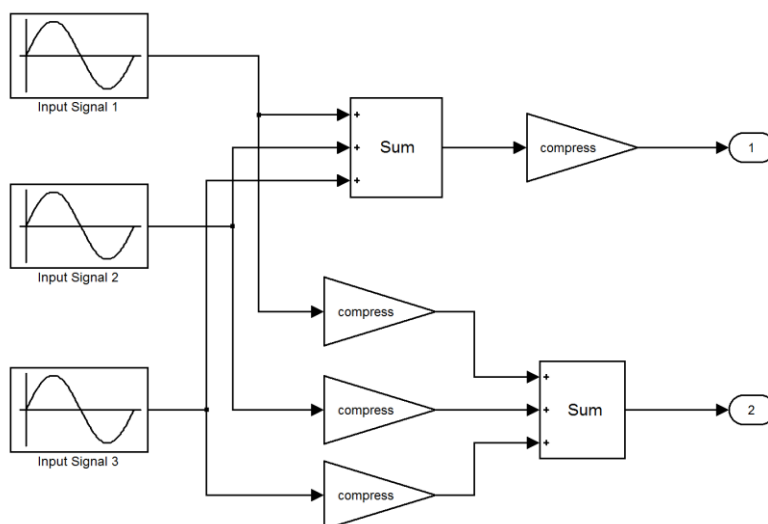 Input Signal 1
+
+
+
Sum
compress
1
Input Signal 2
compress
compress
compress
+
+
+
Sum
2
Input Signal 3